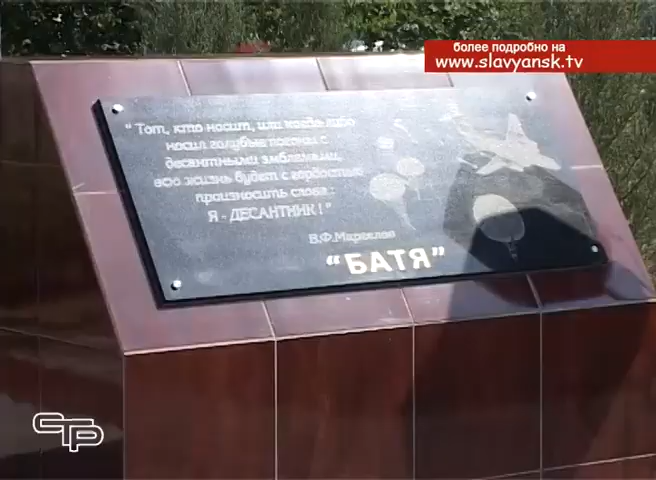 более подробно на
www.slavyansk.tv
"Тот, кто носит, или когда-либо
носил голубые погоны с
десантными эмблемами,
всю жизнь будет с гордостью
произносить слова:
Я - ДЕСАНТНИК!"
В.Ф.Маргелов
"БАТЯ"
СТР